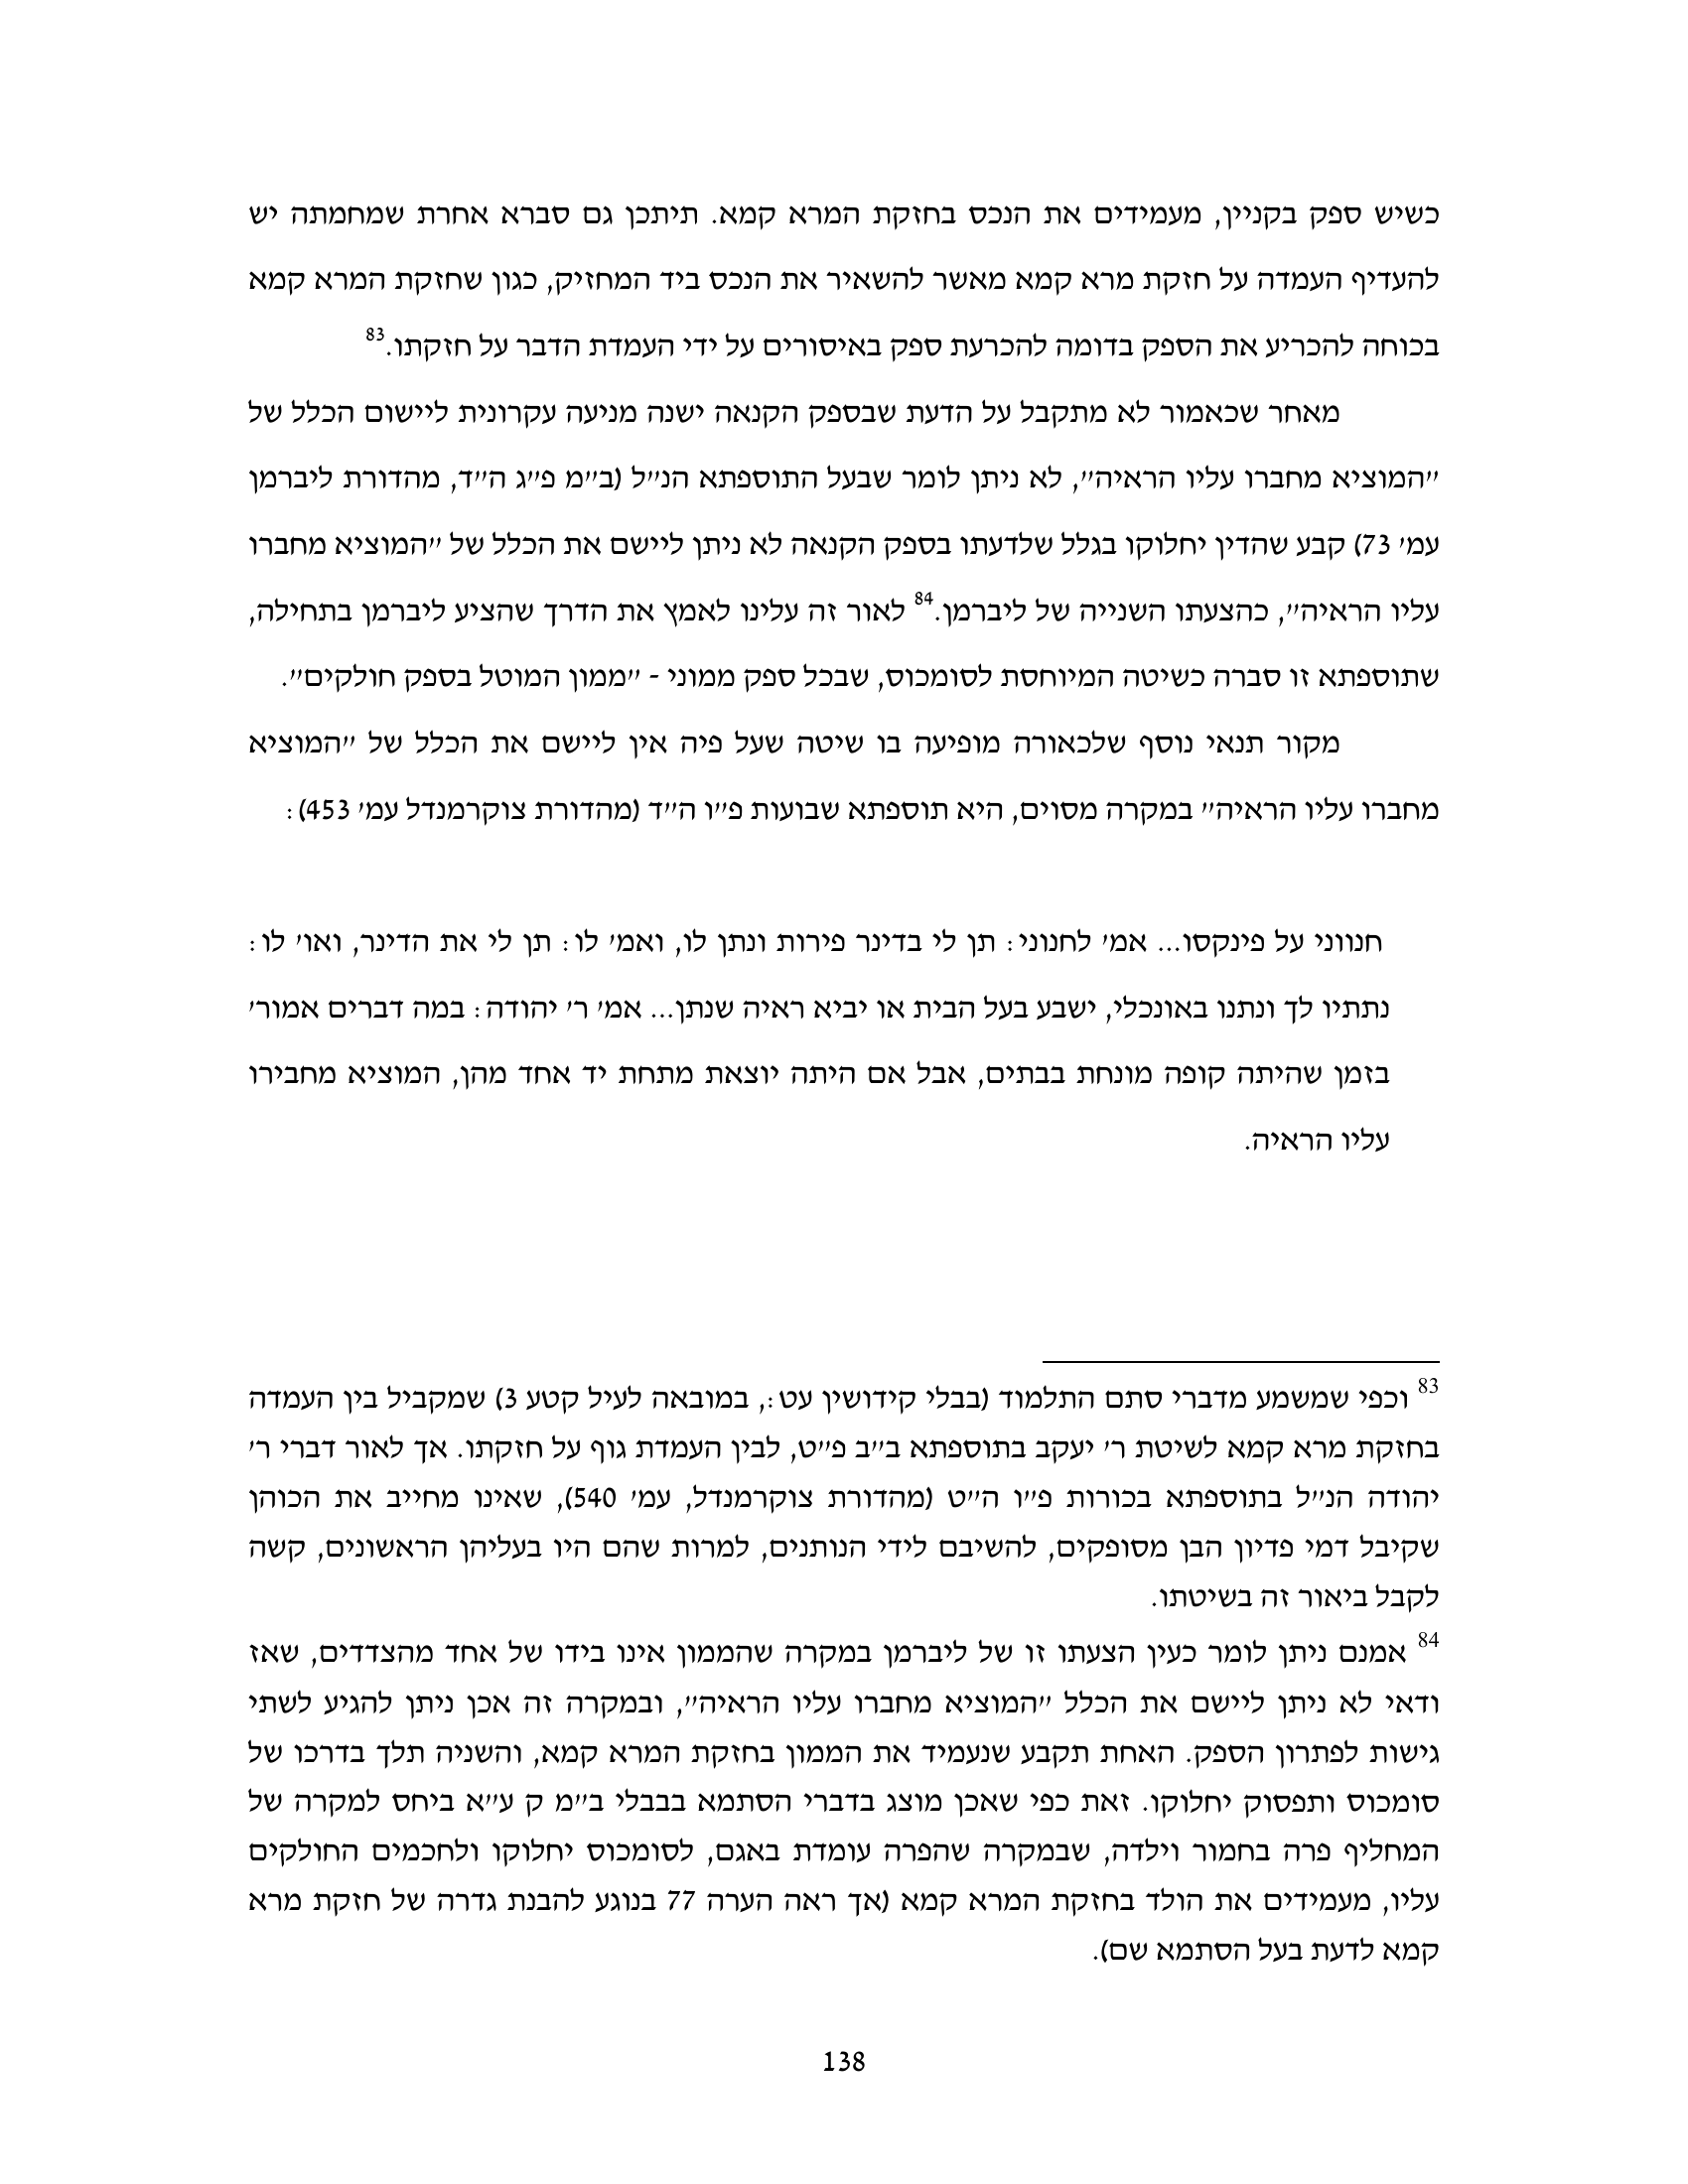 כשיש ספק בקניין, מעמידים את הנכס בחזקת המרא קמא. תיתכן גם סברא אחרת שמחמתה יש
להעדיף העמדה על חזקת מרא קמא מאשר להשאיר את הנכס ביד המחזיק, כגון שחזקת המרא קמא
בכוחה להכריע את הספק בדומה להכרעת ספק באיסורים על ידי העמדת הדבר על חזקתו.83
מאחר שכאמור לא מתקבל על הדעת שבספק הקנאה ישנה מניעה עקרונית ליישום הכלל של
"המוציא מחברו עליו הראיה", לא ניתן לומר שבעל התוספתא הנ"ל (ב"מ פ"ג ה"ד, מהדורת ליברמן
עמ' 73) קבע שהדין יחלוקו בגלל שלדעתו בספק הקנאה לא ניתן ליישם את הכלל של "המוציא מחברו
עליו הראיה", כהצעתו השנייה של ליברמן.84 לאור זה עלינו לאמץ את הדרך שהציע ליברמן בתחילה,
שתוספתא זו סברה כשיטה המיוחסת לסומכוס, שבכל ספק ממוני - "ממון המוטל בספק חולקים".
מקור תנאי נוסף שלכאורה מופיעה בו שיטה שעל פיה אין ליישם את הכלל של "המוציא
מחברו עליו הראיה" במקרה מסוים, היא תוספתא שבועות פ"ו ה"ד (מהדורת צוקרמנדל עמ' 453):
חנווני על פינקסו... אמ' לחנוני: תן לי בדינר פירות ונתן לו, ואמ' לו: תן לי את הדינר, ואו' לו:
נתתיו לך ונתנו באונכלי, ישבע בעל הבית או יביא ראיה שנתן... אמ' ר' יהודה: במה דברים אמור'
בזמן שהיתה קופה מונחת בבתים, אבל אם היתה יוצאת מתחת יד אחד מהן, המוציא מחבירו
עליו הראיה.
83 וכפי שמשמע מדברי סתם התלמוד (בבלי קידושין עט:, במובאה לעיל קטע 3) שמקביל בין העמדה
בחזקת מרא קמא לשיטת ר' יעקב בתוספתא ב"ב פ"ט, לבין העמדת גוף על חזקתו. אך לאור דברי ר'
יהודה הנ"ל בתוספתא בכורות פ"ו ה"ט (מהדורת צוקרמנדל, עמ' 540), שאינו מחייב את הכוהן
שקיבל דמי פדיון הבן מסופקים, להשיבם לידי הנותנים, למרות שהם היו בעליהן הראשונים, קשה
לקבל ביאור זה בשיטתו.
84 אמנם ניתן לומר כעין הצעתו זו של ליברמן במקרה שהממון אינו בידו של אחד מהצדדים, שאז
ודאי לא ניתן ליישם את הכלל "המוציא מחברו עליו הראיה", ובמקרה זה אכן ניתן להגיע לשתי
גישות לפתרון הספק. האחת תקבע שנעמיד את הממון בחזקת המרא קמא, והשניה תלך בדרכו של
סומכוס ותפסוק יחלוקו. זאת כפי שאכן מוצג בדברי הסתמא בבבלי ב"מ ק ע"א ביחס למקרה של
המחליף פרה בחמור וילדה, שבמקרה שהפרה עומדת באגם, לסומכוס יחלוקו ולחכמים החולקים
עליו, מעמידים את הולד בחזקת המרא קמא (אך ראה הערה 77 בנוגע להבנת גדרה של חזקת מרא
קמא לדעת בעל הסתמא שם).
138